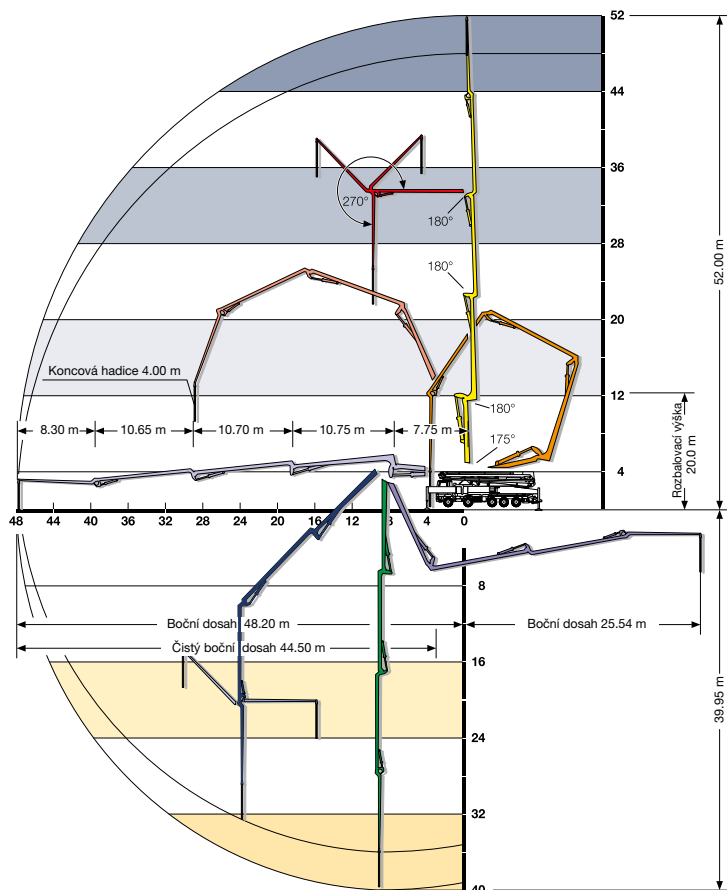 52
44
36
270°
180°
28
180°
52.00 m
20
Koncová hadice 4.00 m
12
180°
8.30 m
10.65 m
10.70 m
10.75 m
7.75 m
175°
Rozbalovací výška
20.0 m
4
48 40 36 32 28 24 20 16 12 8 4 0
8
Boční dosah 48.20 m
Boční dosah 25.54 m
Čistý boční dosah 44.50 m
16
39.95 m
24
32
40